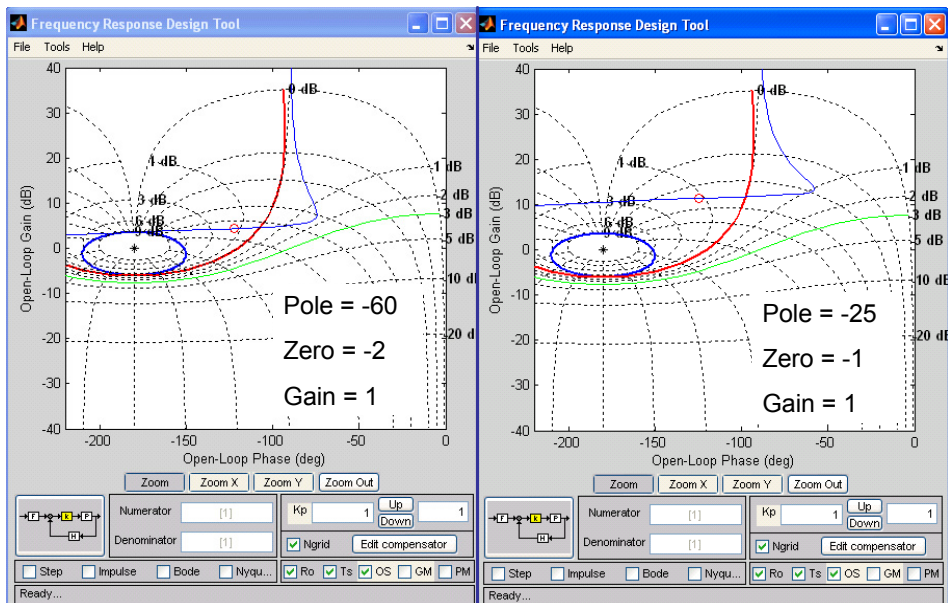 Frequency Response Design Tool
File Tools Help
Open-Loop Gain (dB)
40
30
20
10
0
-10
-20
-30
-40
0 dB
1 dB
3 dB
6 dB
1 dB
2 dB
3 dB
5 dB
10 dB
20 dB
Pole = -60
Zero = -2
Gain = 1
-200 -150 -100 -50 0
Open-Loop Phase (deg)
Zoom Zoom X Zoom Y Zoom Out
F k P
H
Numerator [1]
Denominator [1]
Kp 1 Up 1
Down
Ngrid Edit compensator
Step Impulse Bode Nyqu... Ro Ts OS GM PM
Ready...
Frequency Response Design Tool
File Tools Help
Open-Loop Gain (dB)
40
30
20
10
0
-10
-20
-30
-40
0 dB
1 dB
3 dB
6 dB
1 dB
2 dB
3 dB
5 dB
10 dB
-20 dB
Pole = -25
Zero = -1
Gain = 1
-200 -150 -100 -50 0
Open-Loop Phase (deg)
Zoom Zoom X Zoom Y Zoom Out
F k P
H
Numerator [1]
Denominator [1]
Kp 1 Up 1
Down
Ngrid Edit compensator
Step Impulse Bode Nyqu... Ro Ts OS GM PM
Ready...